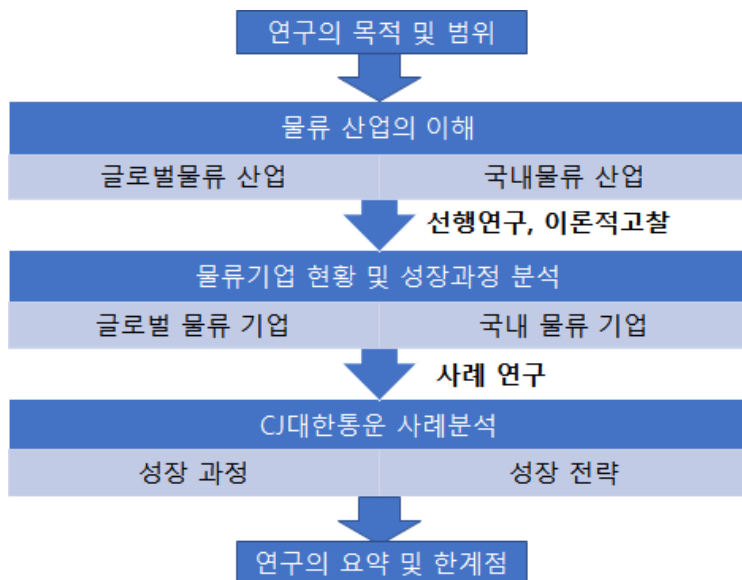 연구의 목적 및 범위
물류 산업의 이해
글로벌물류 산업 국내물류 산업
선행연구, 이론적고찰
물류기업 현황 및 성장과정 분석
글로벌 물류 기업 국내 물류 기업
사례 연구
CJ대한통운 사례분석
성장 과정 성장 전략
연구의 요약 및 한계점